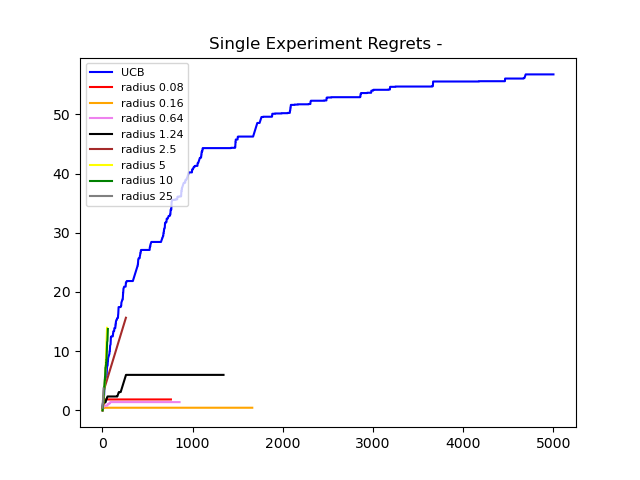 Single Experiment Regrets -
UCB
radius 0.08
radius 0.16
radius 0.64
radius 1.24
radius 2.5
radius 5
radius 10
radius 25
50
40
30
20
10
0
0 1000 2000 3000 4000 5000